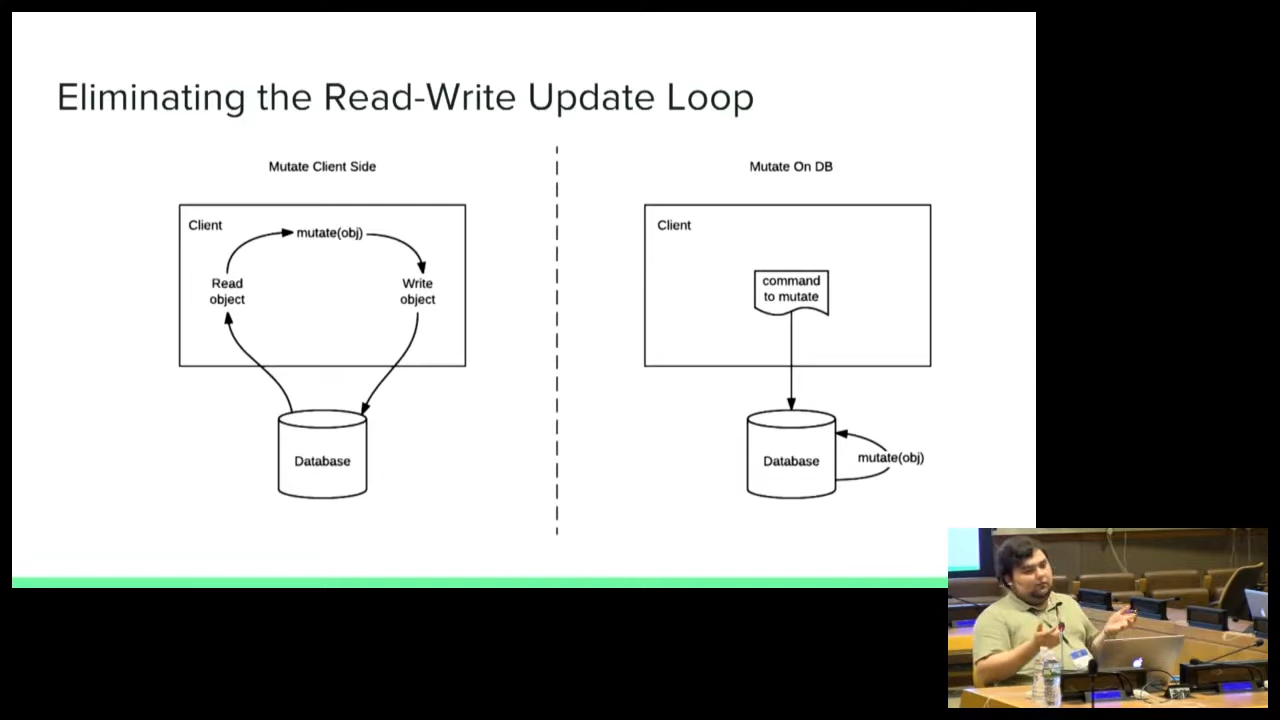 Eliminating the Read-Write Update Loop
Mutate Client Side
Client
mutate(obj)
Read
object
Write
object
Database
Mutate On DB
Client
command
to mutate
Database
mutate(obj)